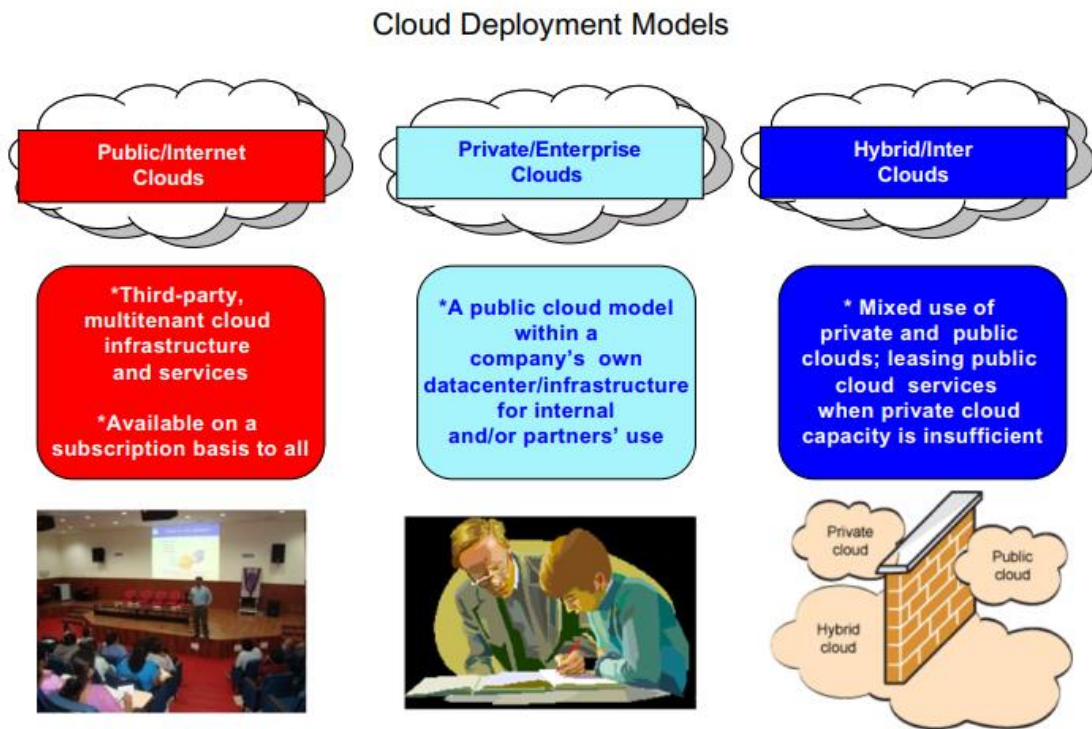 Cloud Deployment Models
Public/Internet
Clouds
Private/Enterprise
Clouds
Hybrid/Inter
Clouds
*Third-party,
multitenant cloud
infrastructure
and services
*Available on a
subscription basis to all
*A public cloud model
within a
company’s own
datacenter/infrastructure
for internal
and/or partners’ use
* Mixed use of
private and public
clouds; leasing public
cloud services
when private cloud
capacity is insufficient
Private
cloud
Public
cloud
Hybrid
cloud